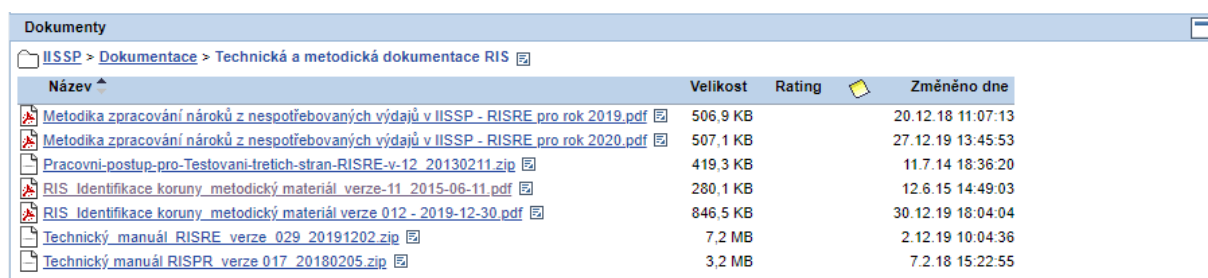 Dokumenty
IISSP > Dokumentace > Technická a metodická dokumentace RIS
Název Velikost Rating Změněno dne
Metodika zpracování nároků z nespotřebovaných výdajů v IISSP - RISRE pro rok 2019.pdf 506,9 KB 20.12.18 11:07:13
Metodika zpracování nároků z nespotřebovaných výdajů v IISSP - RISRE pro rok 2020.pdf 507,1 KB 27.12.19 13:45:53
Pracovni-postup-pro-Testovani-tretich-stran-RISRE-v-12_20130211.zip 419,3 KB 11.7.14 18:36:20
RIS_Identifikace koruny_metodický materiál_verze-11_2015-06-11.pdf 280,1 KB 12.6.15 14:49:03
RIS_Identifikace koruny_metodický materiál verze 012 - 2019-12-30.pdf 846,5 KB 30.12.19 18:04:04
Technický_manuál_RISRE_verze_029_20191202.zip 7,2 MB 2.12.19 10:04:36
Technický manuál RISPR_verze 017_20180205.zip 3,2 MB 7.2.18 15:22:55